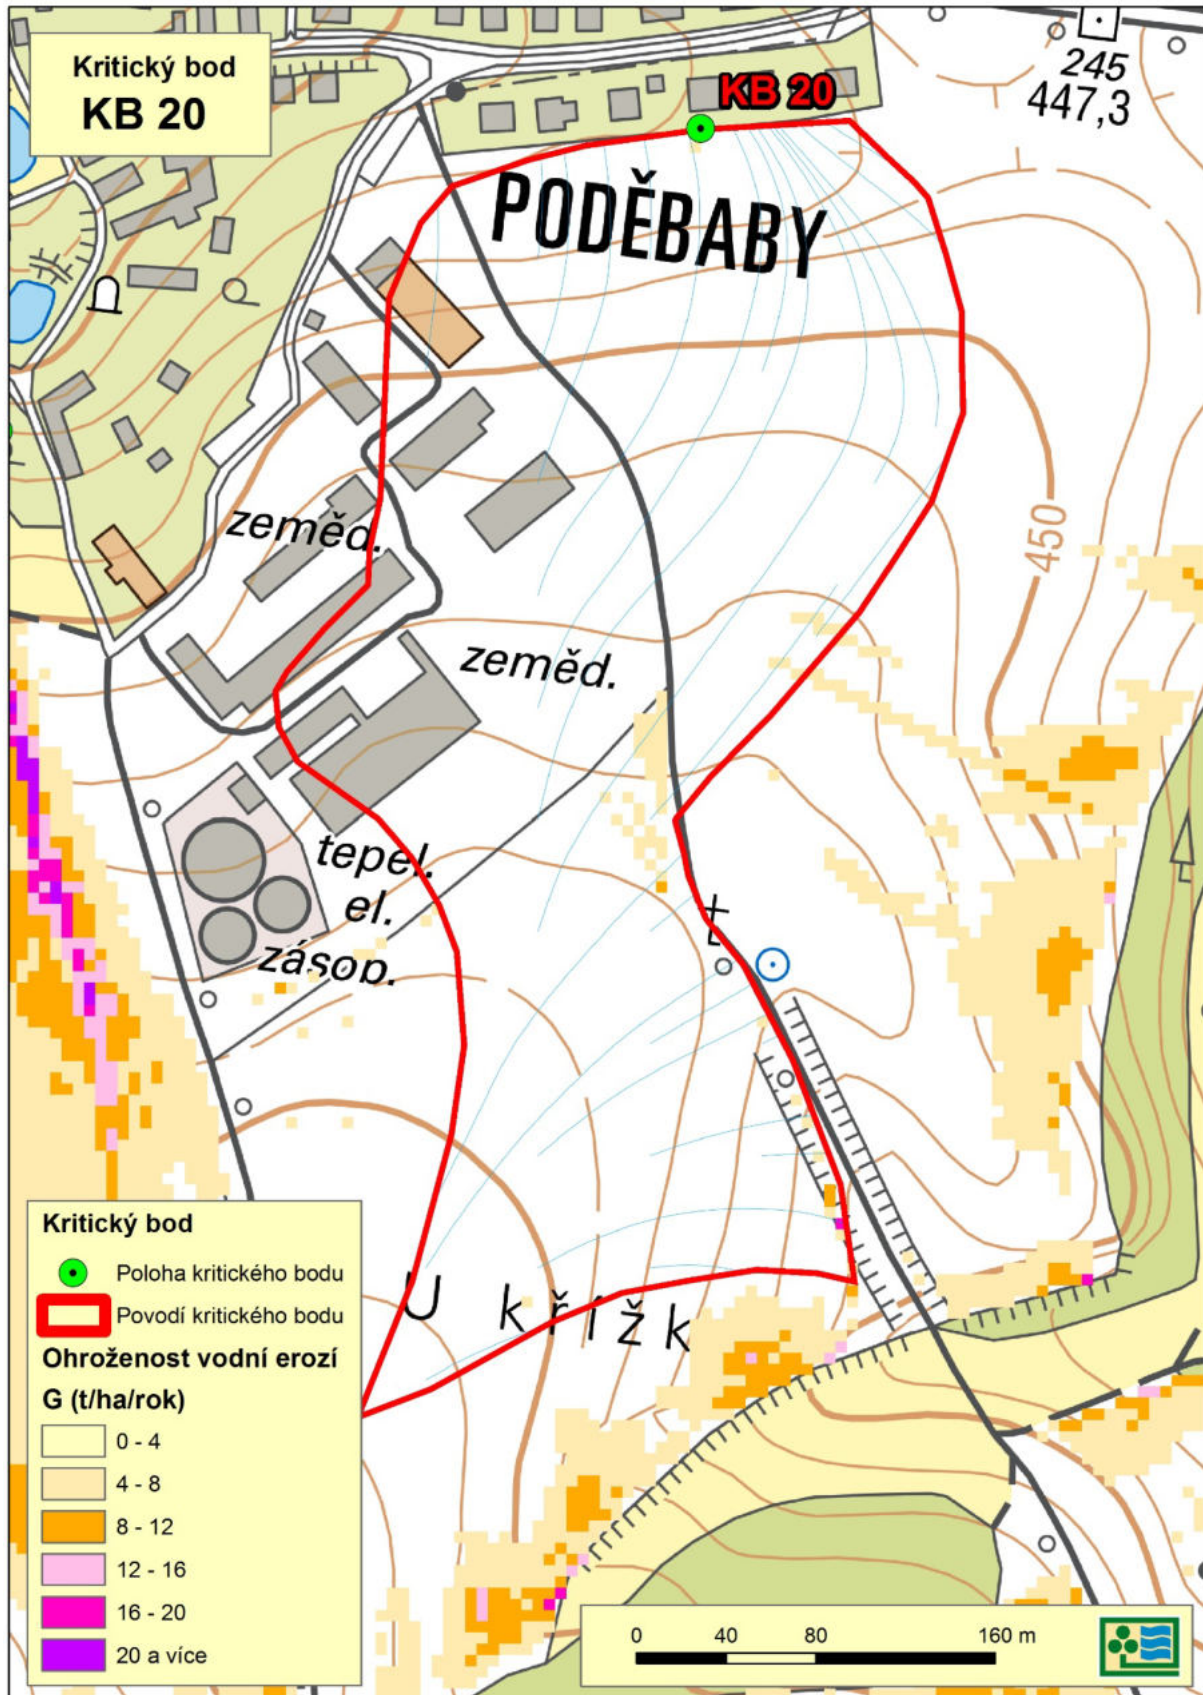 Kritický bod
KB 20
KB 20
245
447,3
PODĚBABY
450
zeměd.
zeměd.
tepel.
el.
zásob.
U křížk
Kritický bod
Poloha kritického bodu
Povodí kritického bodu
Ohroženost vodní erozí
G (t/ha/rok)
0 - 4
4 - 8
8 - 12
12 - 16
16 - 20
20 a více
0 40 80 160 m